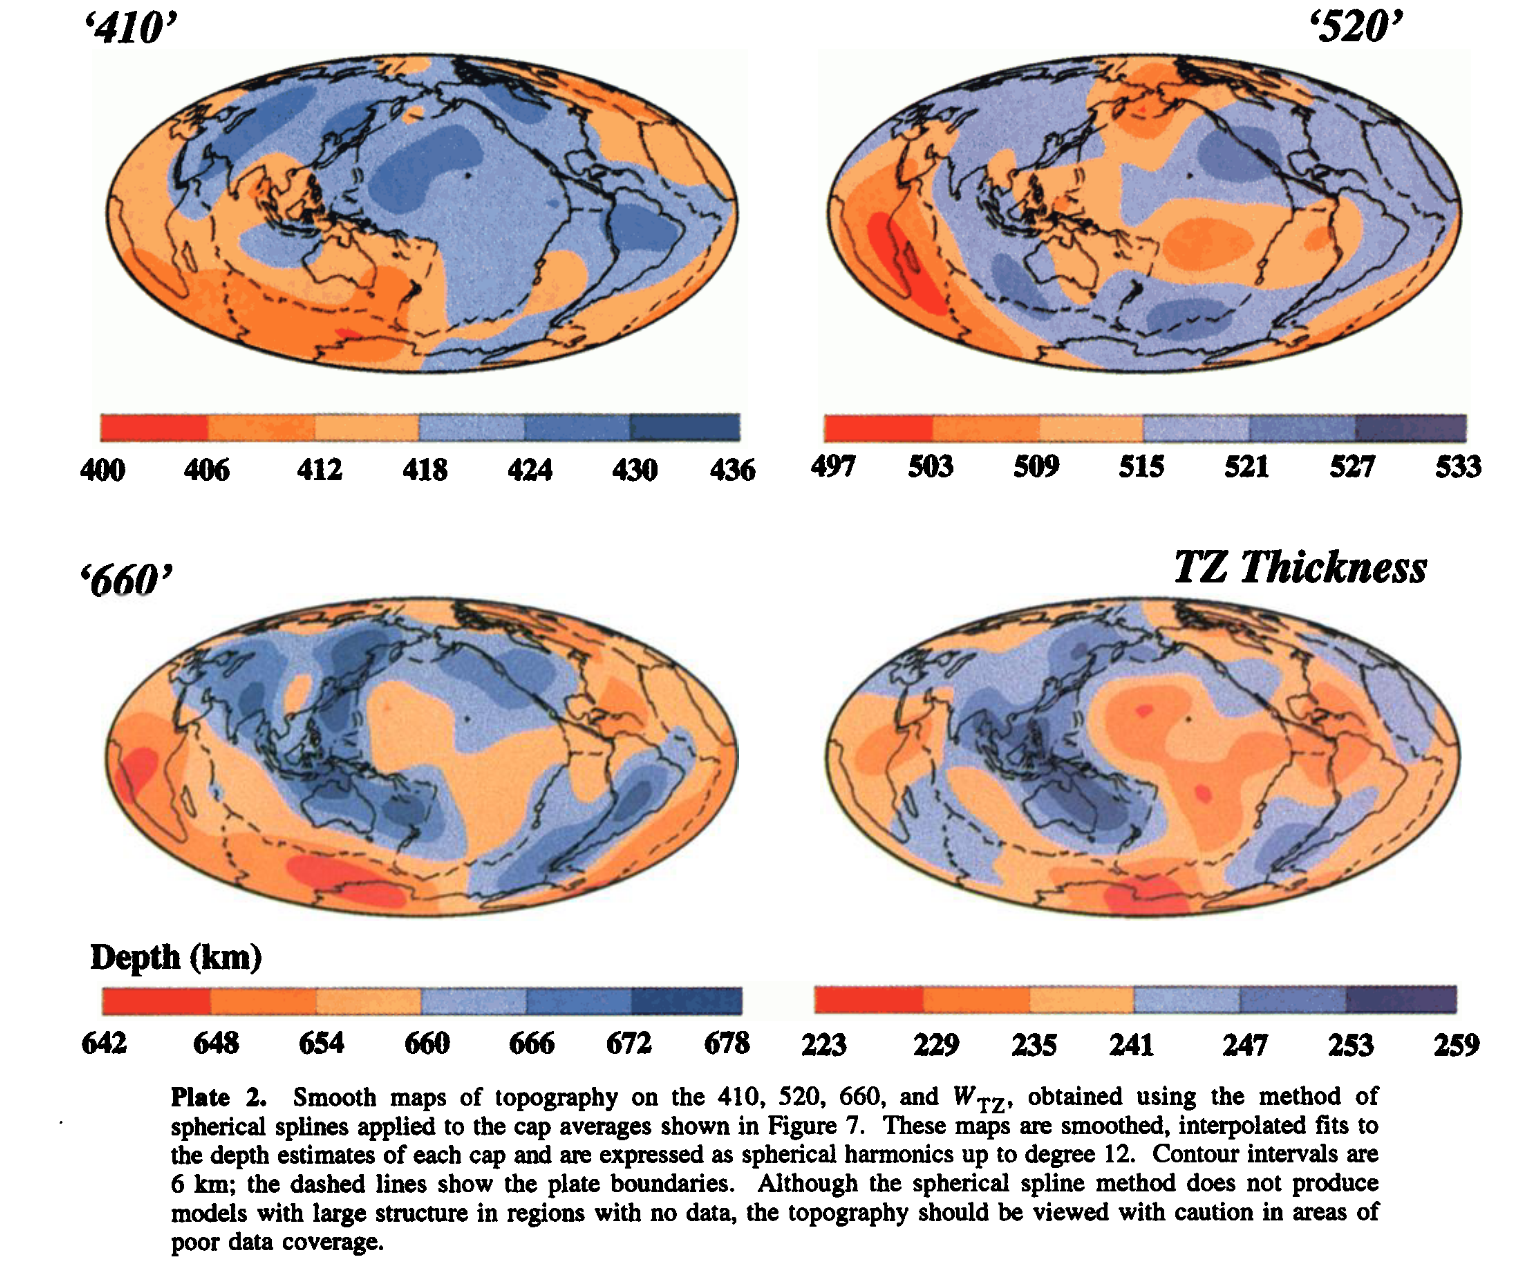 ‘410’
‘520’
400 406 412 418 424 430 436
497 503 509 515 521 527 533
‘660’
TZ Thickness
Depth (km)
642 648 654 660 666 672 678
223 229 235 241 247 253 259
Plate 2. Smooth maps of topography on the 410, 520, 660, and WTZ, obtained using the method of
spherical splines applied to the cap averages shown in Figure 7. These maps are smoothed, interpolated fits to
the depth estimates of each cap and are expressed as spherical harmonics up to degree 12. Contour intervals are
6 km; the dashed lines show the plate boundaries. Although the spherical spline method does not produce
models with large structure in regions with no data, the topography should be viewed with caution in areas of
poor data coverage.